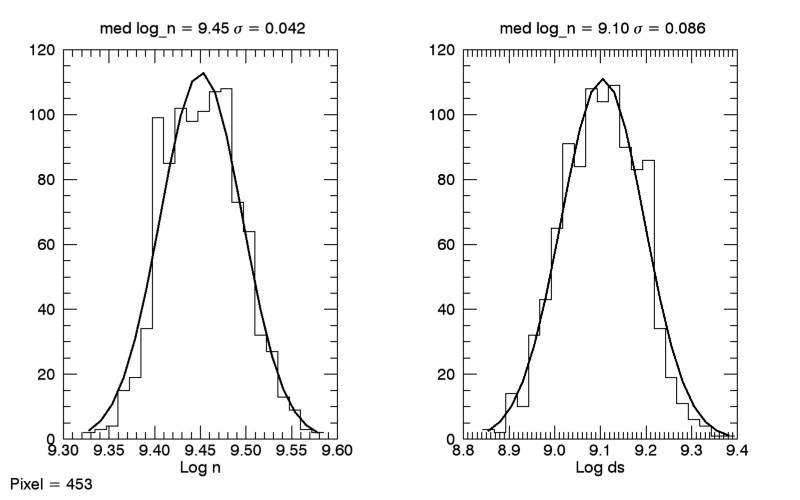 med log_n = 9.45 σ = 0.042
120
100
80
60
40
20
0
9.30 9.35 9.40 9.45 9.50 9.55 9.60
Log n
med log_n = 9.10 σ = 0.086
120
100
80
60
40
20
0
8.8 8.9 9.0 9.1 9.2 9.3 9.4
Log ds
Pixel = 453